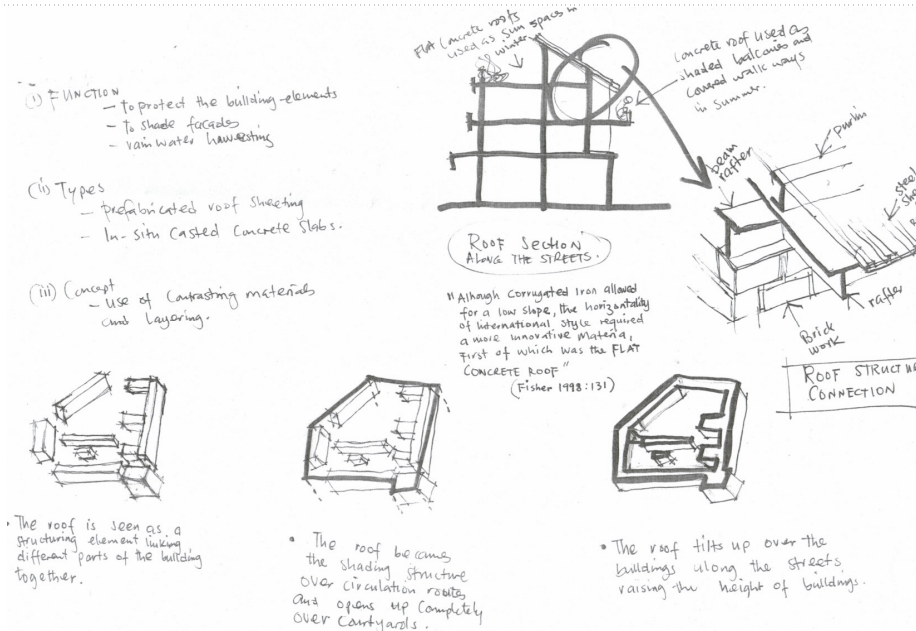 (i) FUNCTION
- to protect the building elements
- to shade facades
- rain water harvesting
(ii) Types
- prefabricated roof sheeting
- In-situ casted concrete slabs.
(iii) Concept
- use of contrasting materials
and layering.
FLAT concrete roofs
used as sun spaces in
winter
concrete roof used as
shaded balconies and
covered walk ways
in summer.
ROOF SECTION
ALONG THE STREETS.
"Alhough corrugated Iron allowed
for a low slope, the horizontality
of international style required
a more innovative materia,
first of which was the FLAT
CONCRETE ROOF"
(Fisher 1998:131)
beam
rafter
purlin
steel
rafter
Brick
work
ROOF STRUCTU
CONNECTION
• The roof is seen as a
structuring element linking
different parts of the building
together.
• The roof becomes
the shading structure
over circulation routes
and opens up completely
over courtyards.
• The roof tilts up over the
buildings along the streets
raising the height of buildings.